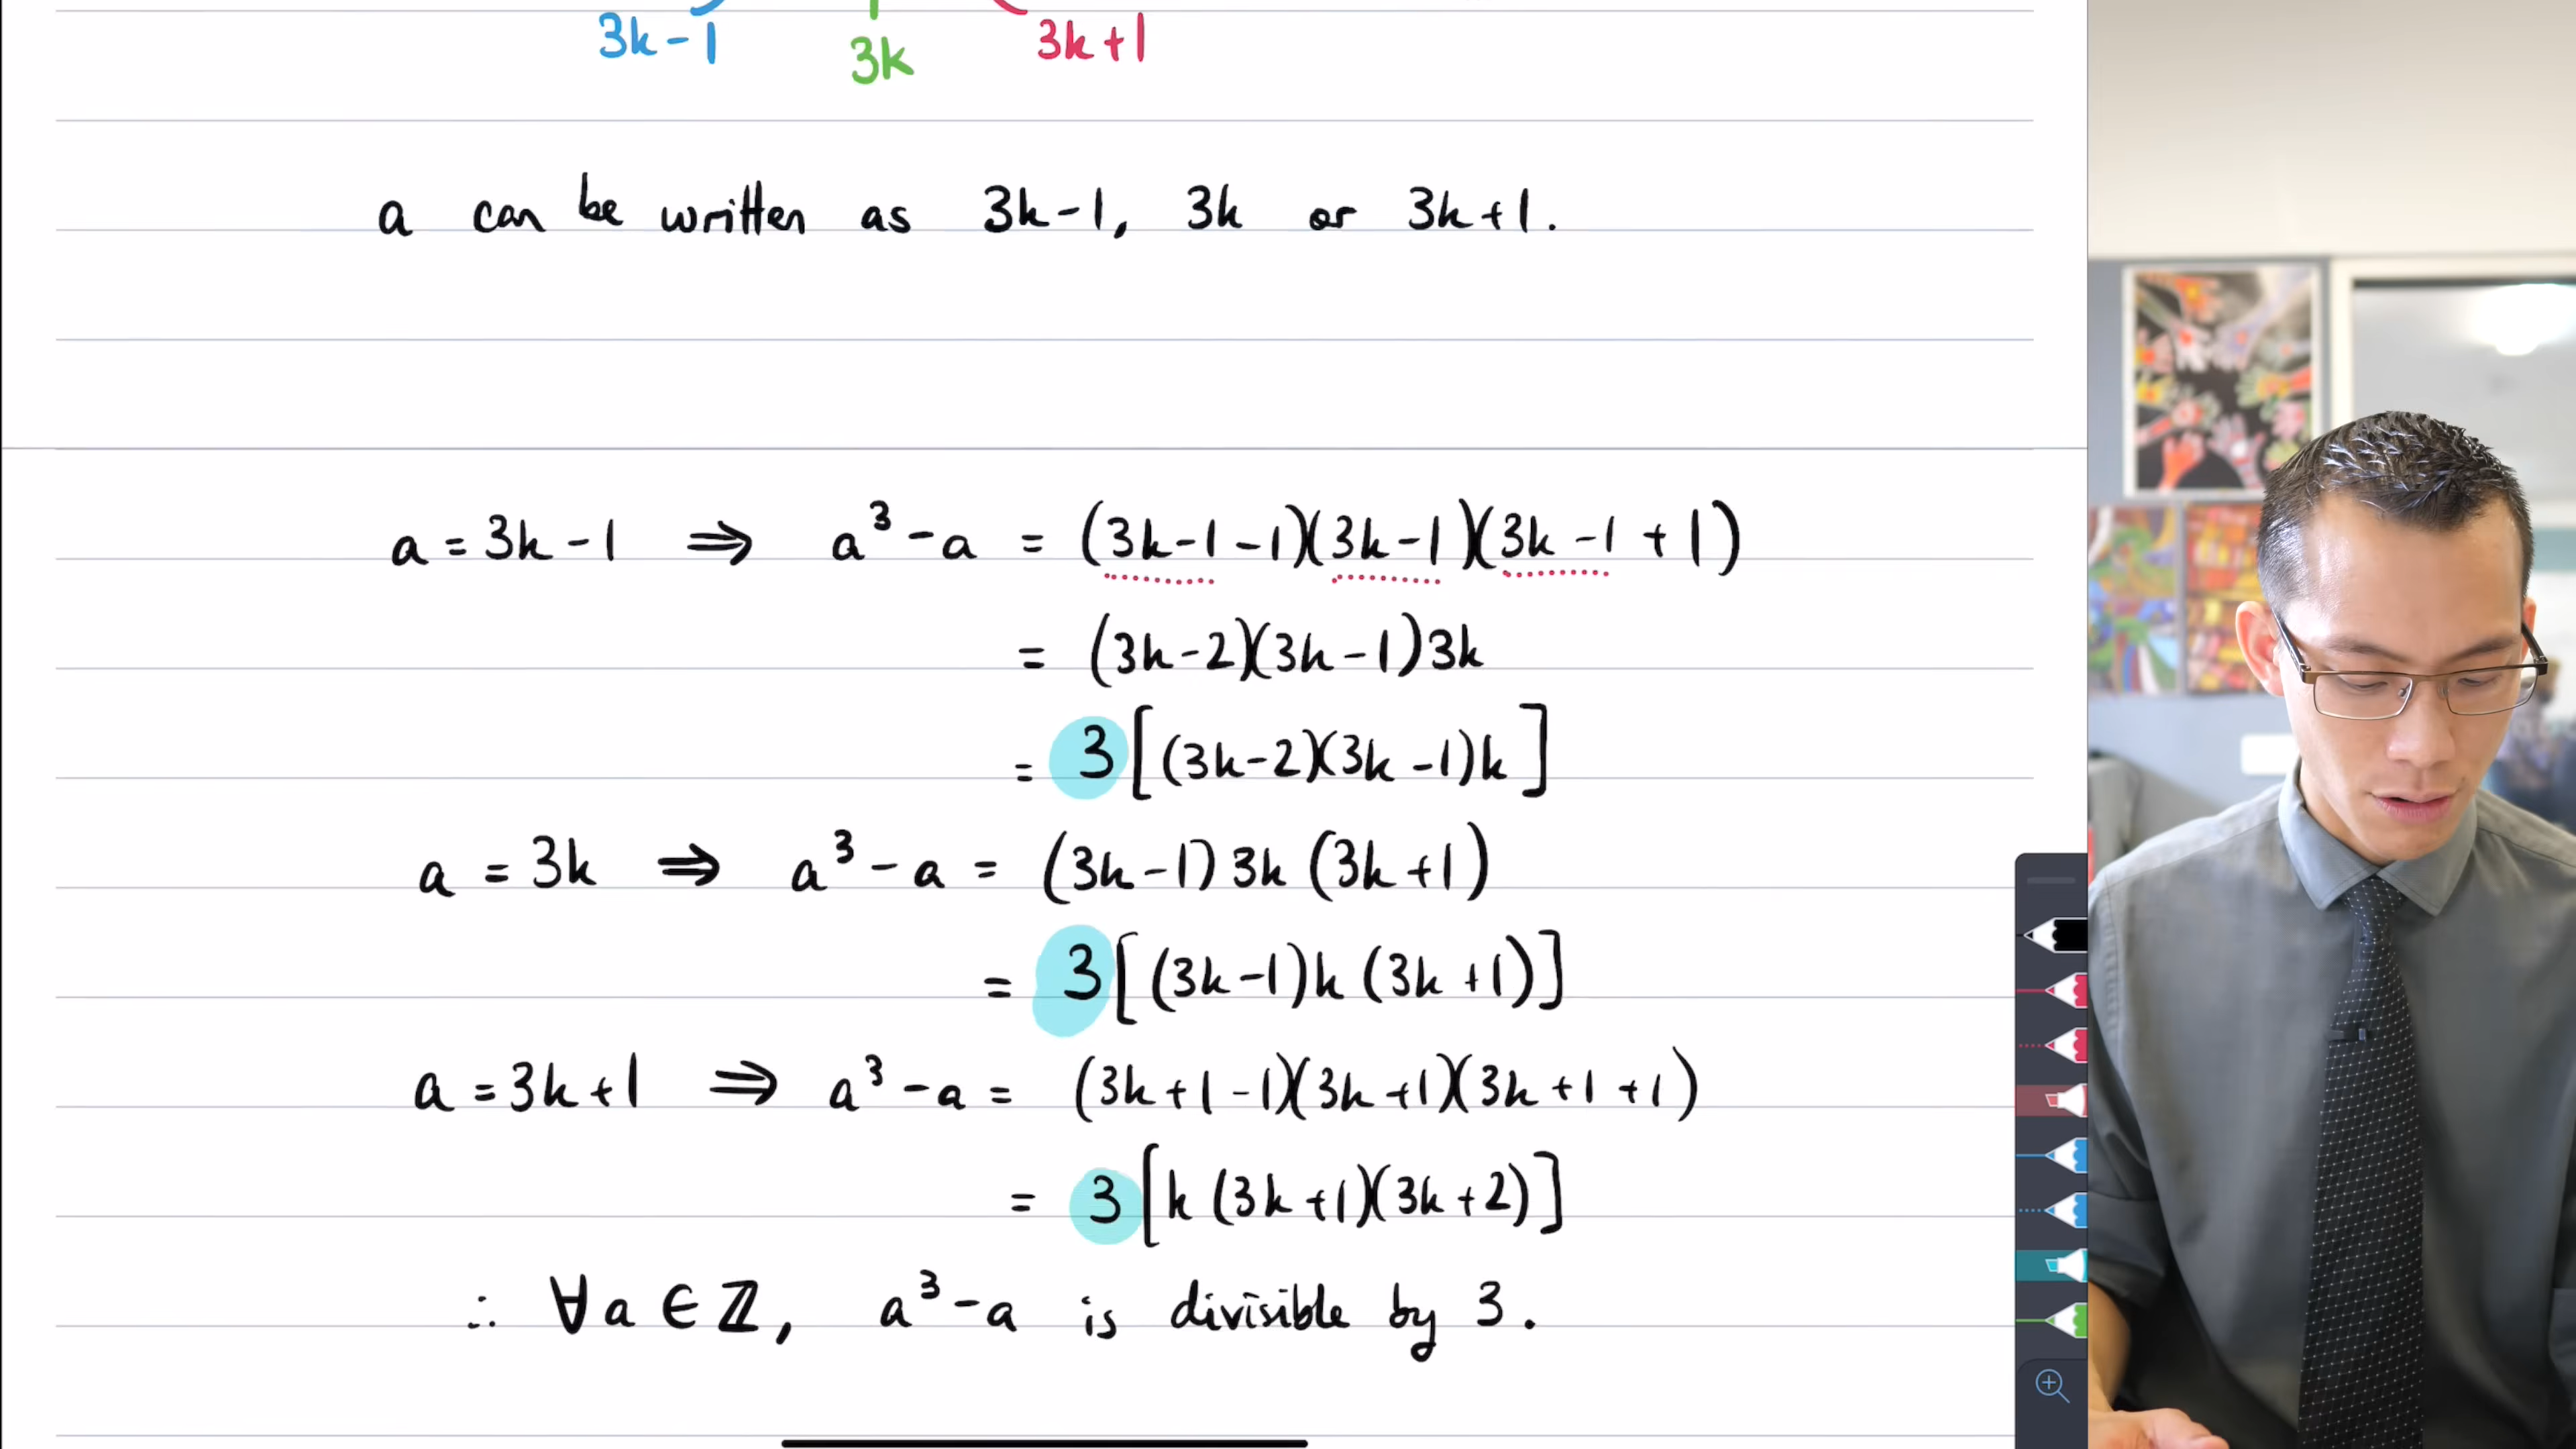 3k-1 3k 3k+1
a can be written as 3k-1, 3k or 3k+1.
a = 3k-1 ⇒ a³-a = (3k-1-1)(3k-1)(3k-1+1)
= (3k-2)(3k-1)3k
= 3[(3k-2)(3k-1)k]
a = 3k ⇒ a³-a = (3k-1)3k(3k+1)
= 3[(3k-1)k(3k+1)]
a = 3k+1 ⇒ a³-a = (3k+1-1)(3k+1)(3k+1+1)
= 3[k(3k+1)(3k+2)]
∴ ∀a∈ℤ, a³-a is divisible by 3.